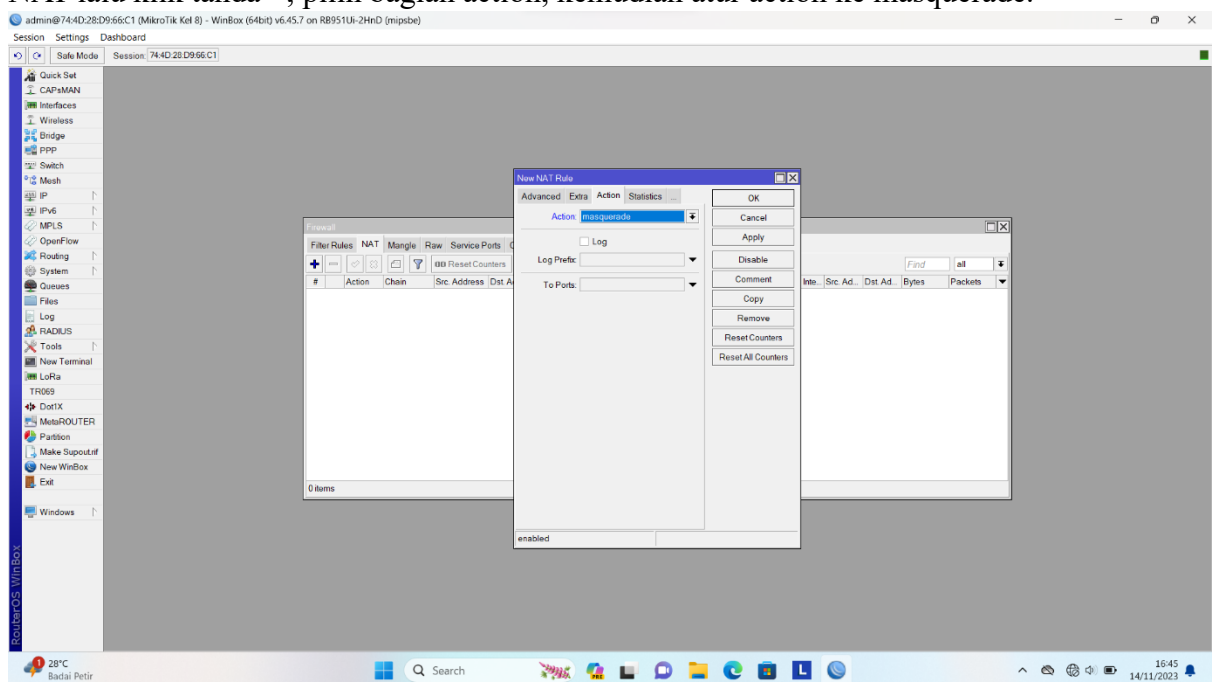 NAT lalu klik tanda +, pilih bagian action, kemudian atur action ke masquerade.
admin@74:4D:28:D9:66:C1 (MikroTik Kel 8) - WinBox (64bit) v6.45.7 on RB951Ui-2HnD (mipsbe)
Session Settings Dashboard
Safe Mode Session: 74:4D:28:D9:66:C1
Quick Set
CAPsMAN
Interfaces
Wireless
Bridge
PPP
Switch
Mesh
IP
IPv6
MPLS
OpenFlow
Routing
System
Queues
Files
Log
RADIUS
Tools
New Terminal
LoRa
TR069
Dot1X
MetaROUTER
Partition
Make Supout.rif
New WinBox
Exit
Windows
RouterOS WinBox
Firewall
Filter Rules NAT Mangle Raw Service Ports
00 Reset Counters
Find all
# Action Chain Src. Address Dst. A
Inte... Src. Ad... Dst. Ad... Bytes Packets
0 items
New NAT Rule
Advanced Extra Action Statistics ...
Action: masquerade
Log
Log Prefix:
To Ports:
OK
Cancel
Apply
Disable
Comment
Copy
Remove
Reset Counters
Reset All Counters
enabled
1
28°C
Badai Petir
Search
PRE
L
16:45
14/11/2023